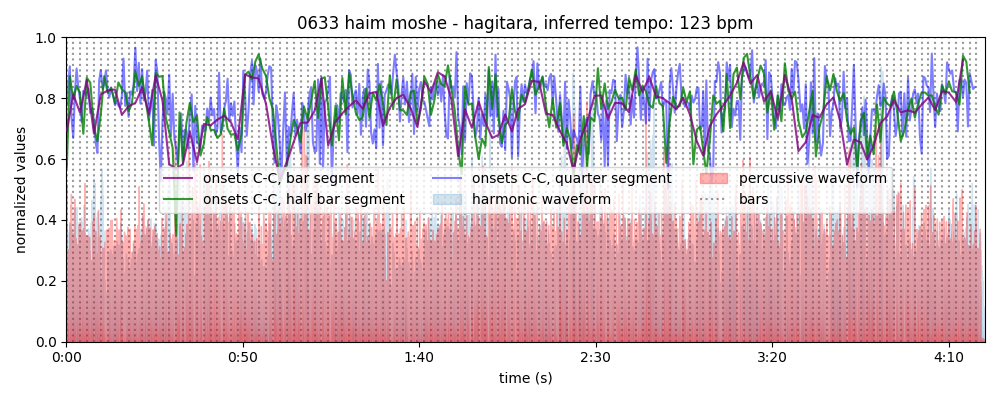 0633 haim moshe - hagitara, inferred tempo: 123 bpm
1.0
0.8
0.6
0.4
0.2
0.0
normalized values
onsets C-C, bar segment
onsets C-C, half bar segment
onsets C-C, quarter segment
harmonic waveform
percussive waveform
bars
0:00 0:50 1:40 2:30 3:20 4:10
time (s)